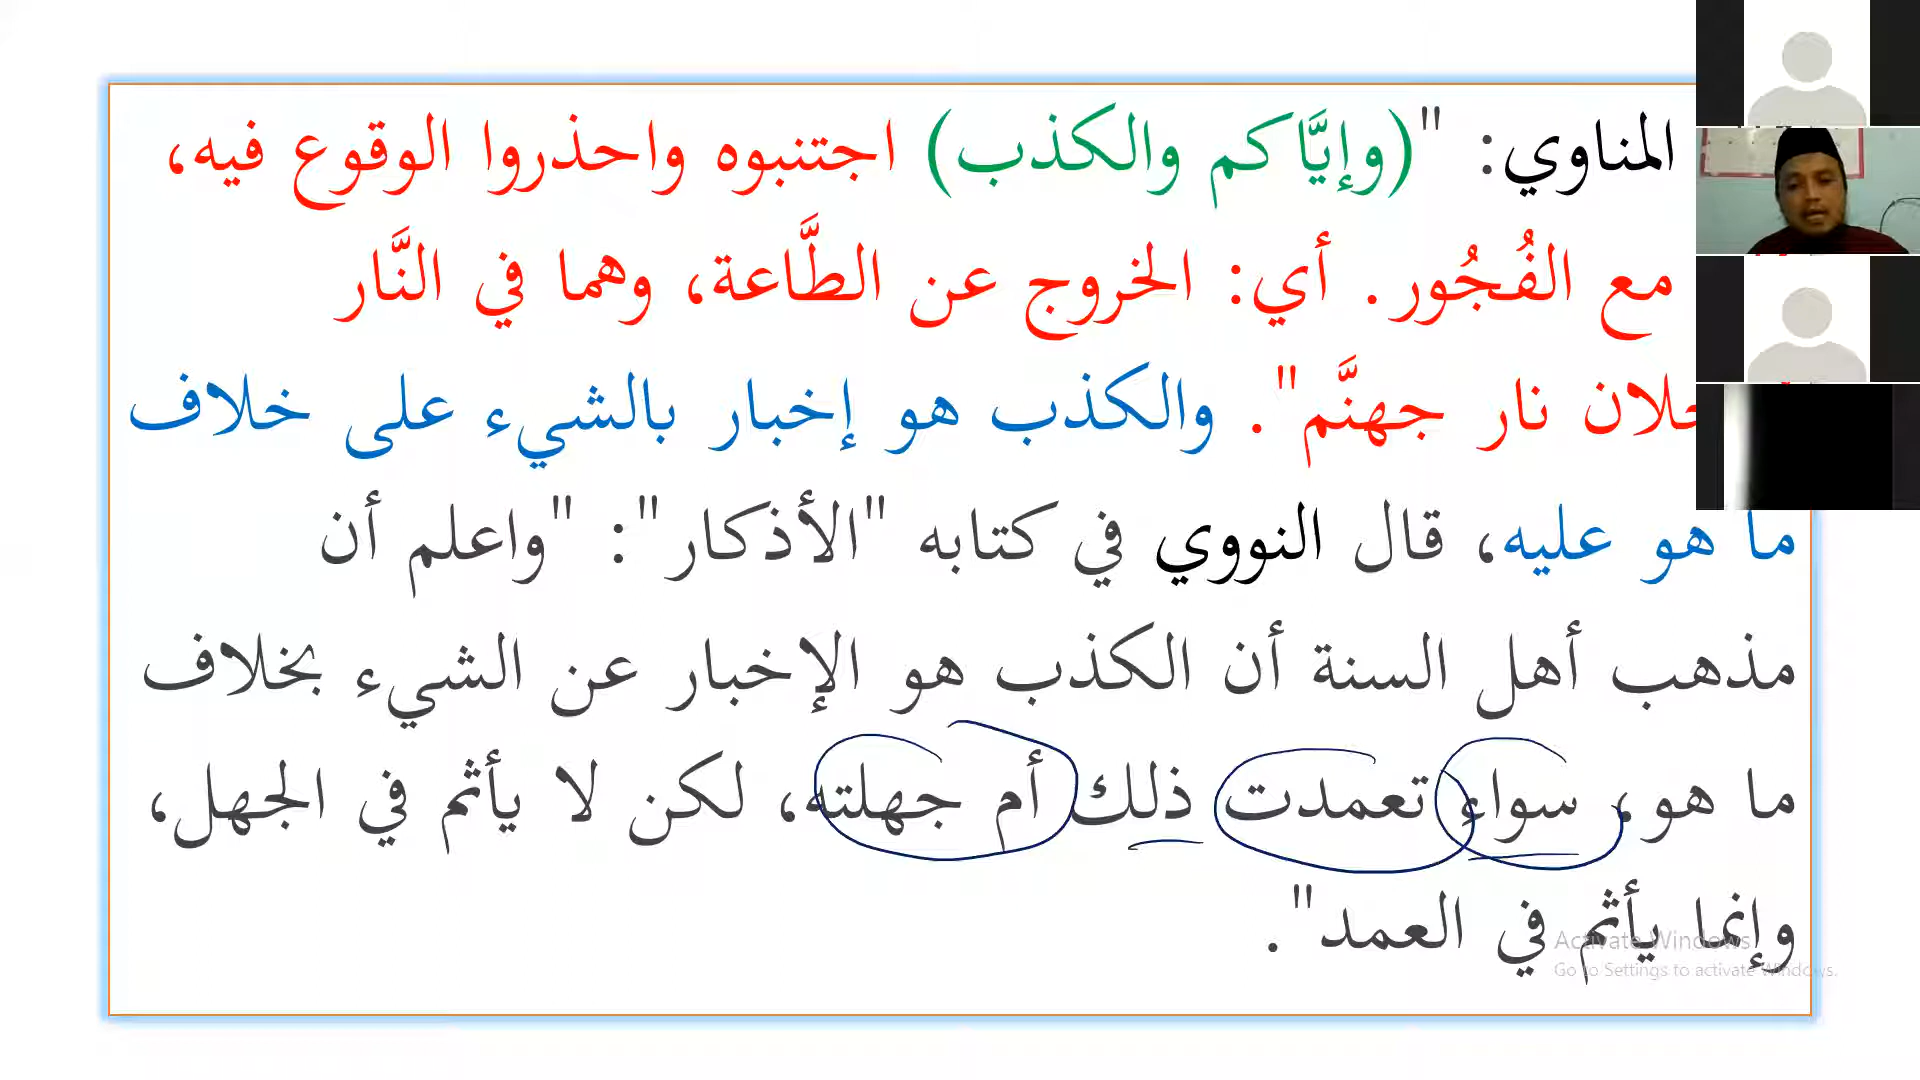 المناوي: "(وإيَّاكم والكذب) اجتنبوه واحذروا الوقوع فيه،
مع الفُجُور. أي: الخروج عن الطَّاعة، وهما في النَّار
نار جهنَّم". والكذب هو إخبار بالشيء على خلاف
ما هو عليه، قال النووي في كتابه "الأذكار": "واعلم أن
مذهب أهل السنة أن الكذب هو الإخبار عن الشيء بخلاف
ما هو، سواء تعمدت ذلك أم جهلته، لكن لا يأثم في الجهل،
وإنما يأثم في العمد".
Activate Windows
Go to Settings to activate Windows.